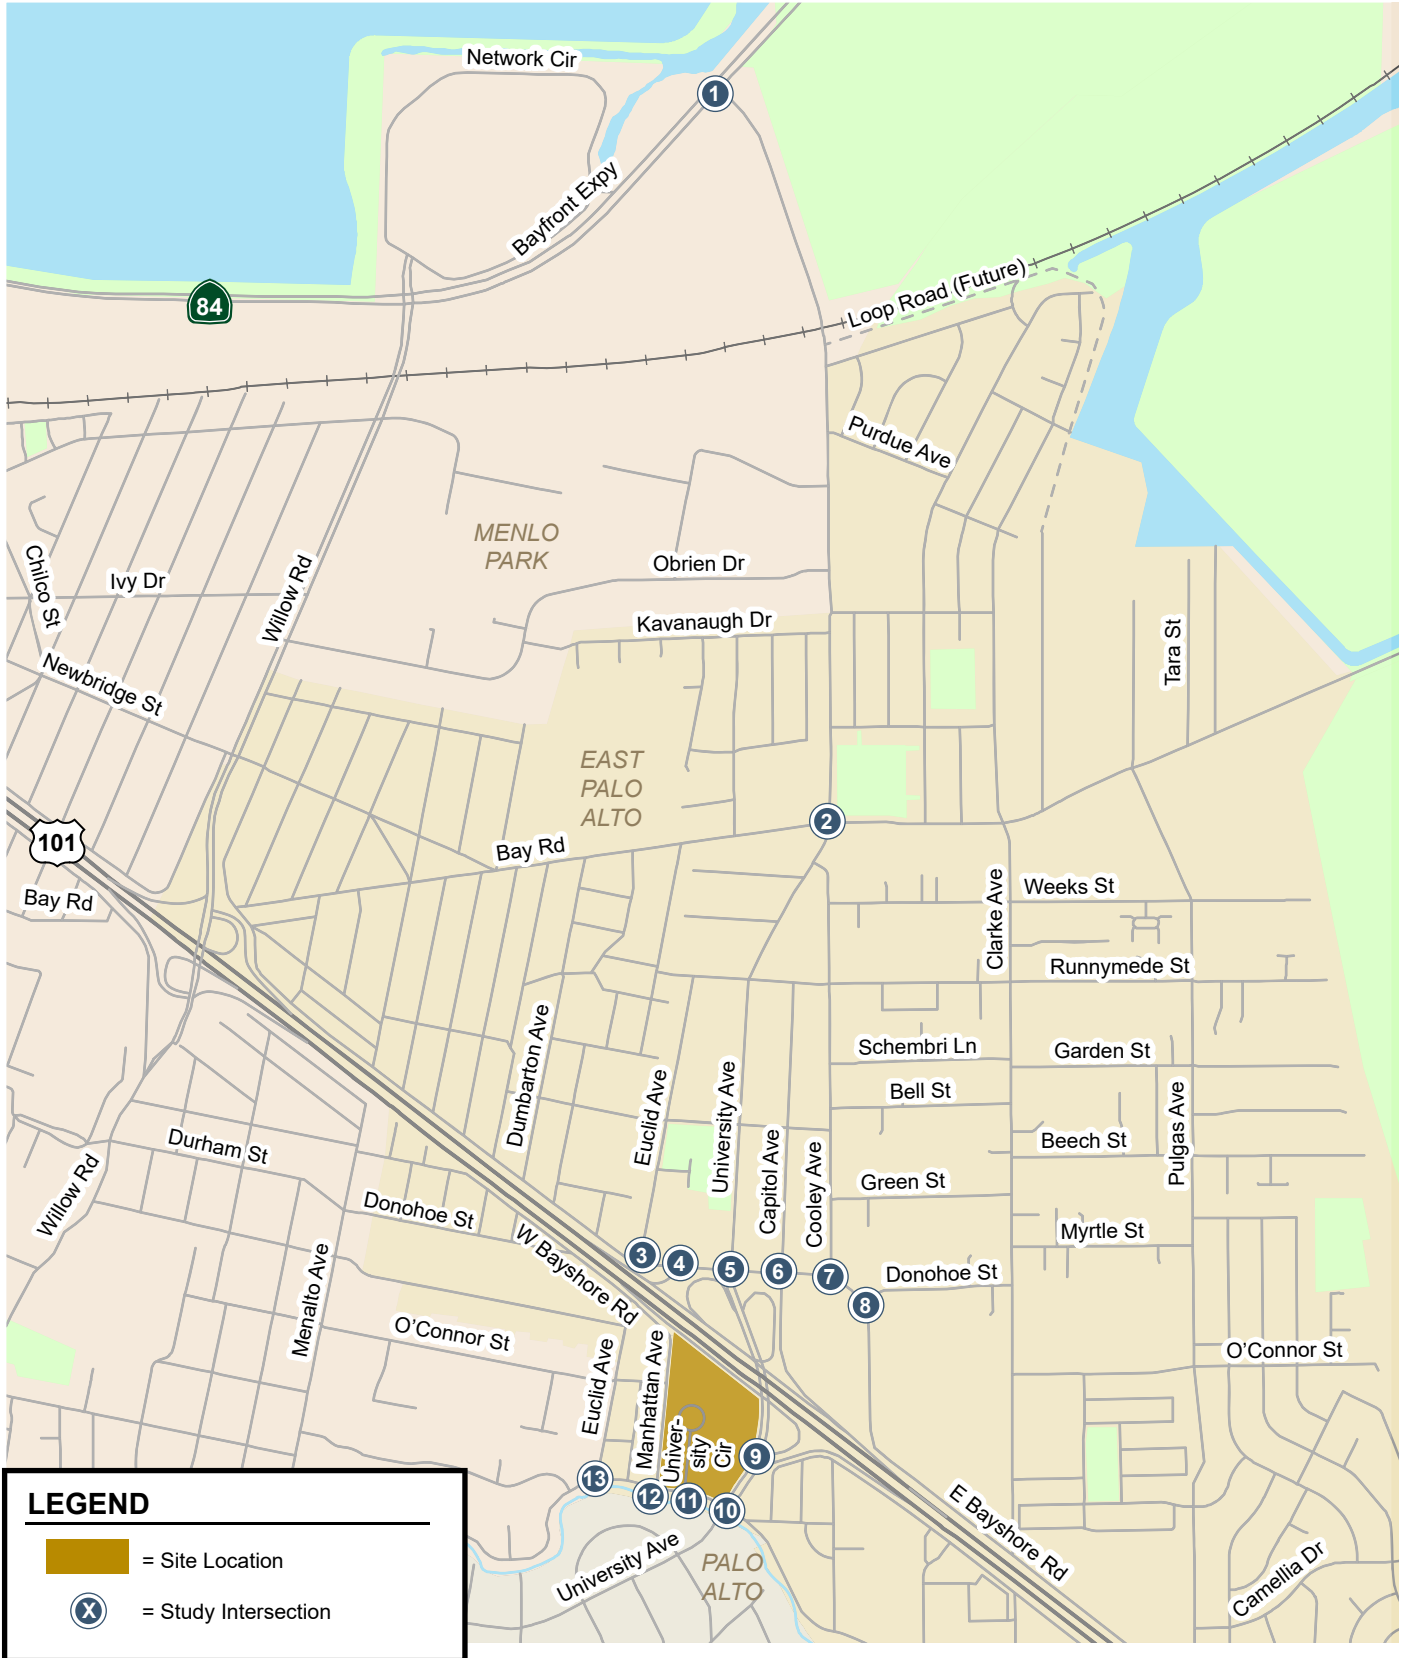 Network Cir
1
Bayfront Expy
84
Loop Road (Future)
Purdue Ave
MENLO
PARK
Chilco St
Ivy Dr
Willow Rd
Obrien Dr
Kavanaugh Dr
Newbridge St
Tara St
EAST
PALO
ALTO
2
101
Bay Rd
Bay Rd
Clarke Ave
Weeks St
Runnymede St
Dumbarton Ave
Schembri Ln
Garden St
Euclid Ave
University Ave
Bell St
Pulgas Ave
Capitol Ave
Cooley Ave
Beech St
Durham St
Willow Rd
Green St
Donohoe St
Myrtle St
W Bayshore Rd
Menalto Ave
3
4
5
6
7
8
Donohoe St
O'Connor St
O'Connor St
Euclid Ave
Manhattan Ave
Univer-
sity
Cir
9
13
12
11
10
E Bayshore Rd
University Ave
PALO
ALTO
Camellia Dr
LEGEND
= Site Location
X = Study Intersection